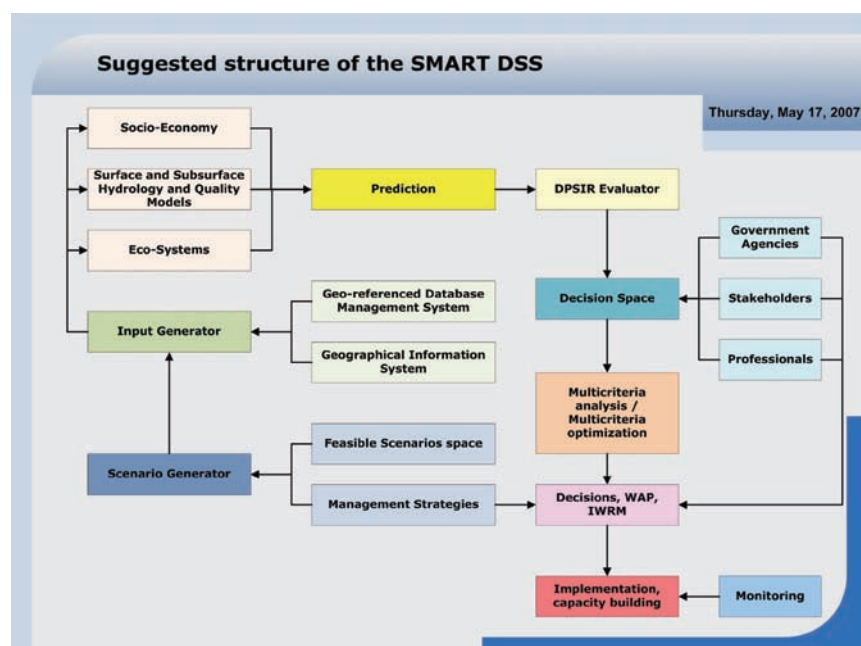 Suggested structure of the SMART DSS
Thursday, May 17, 2007
Socio-Economy
Surface and Subsurface
Hydrology and Quality
Models
Prediction
DPSIR Evaluator
Eco-Systems
Government
Agencies
Geo-referenced Database
Management System
Decision Space
Stakeholders
Input Generator
Geographical Information
System
Professionals
Multicriteria
analysis /
Multicriteria
optimization
Feasible Scenarios space
Scenario Generator
Management Strategies
Decisions, WAP,
IWRM
Implementation,
capacity building
Monitoring